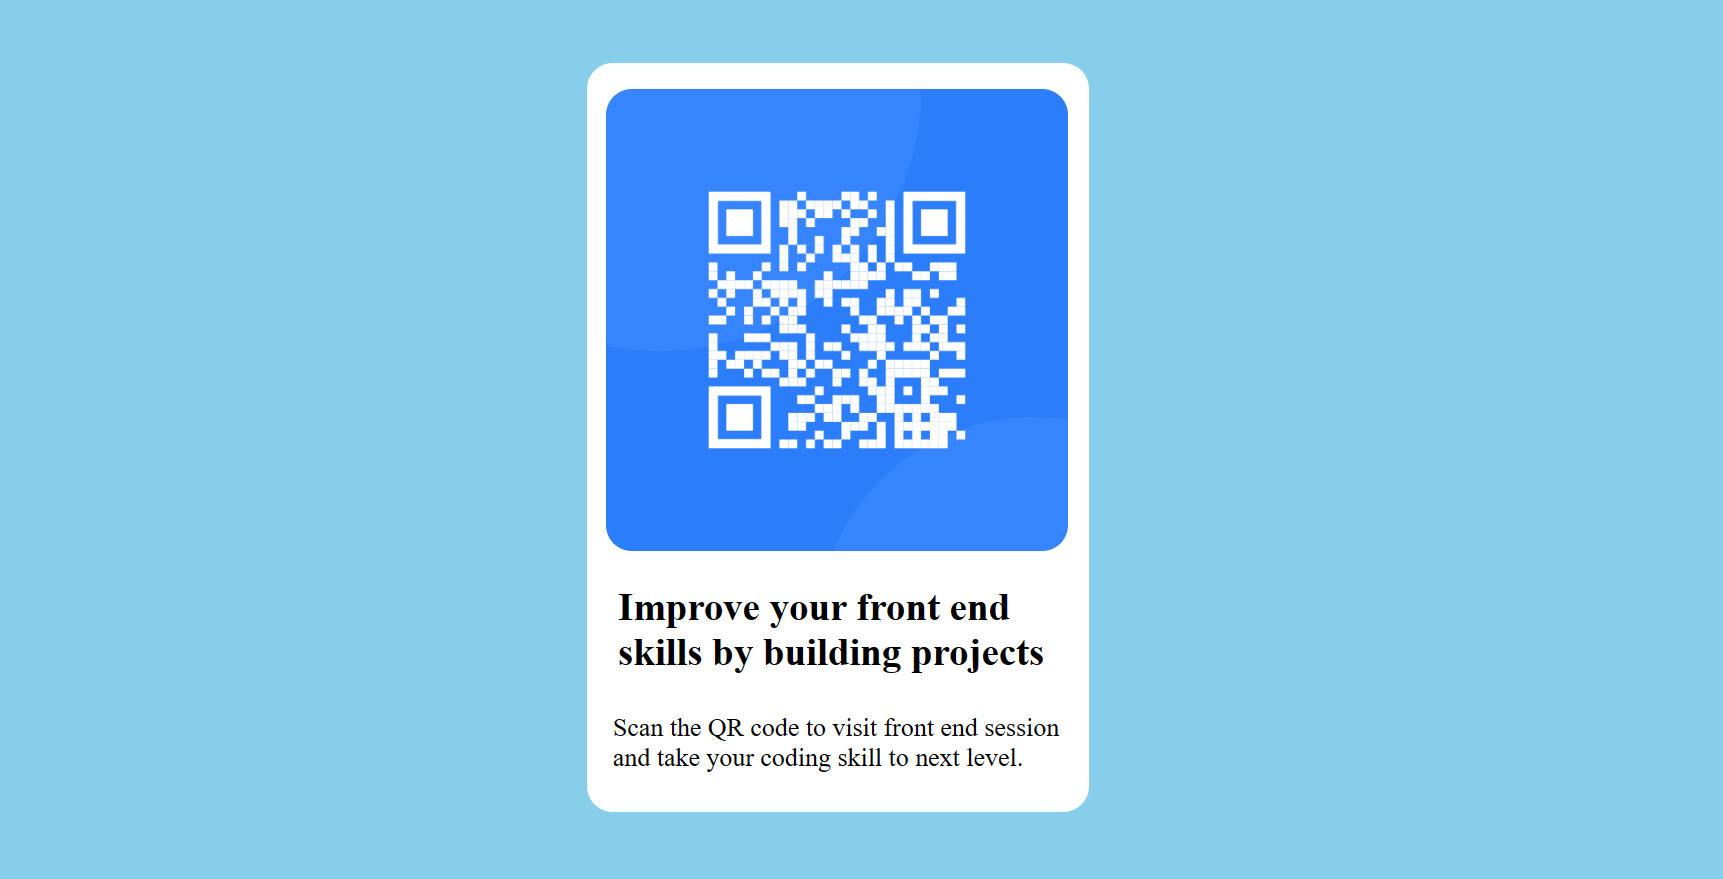 Improve your front end
skills by building projects
Scan the QR code to visit front end session
and take your coding skill to next level.